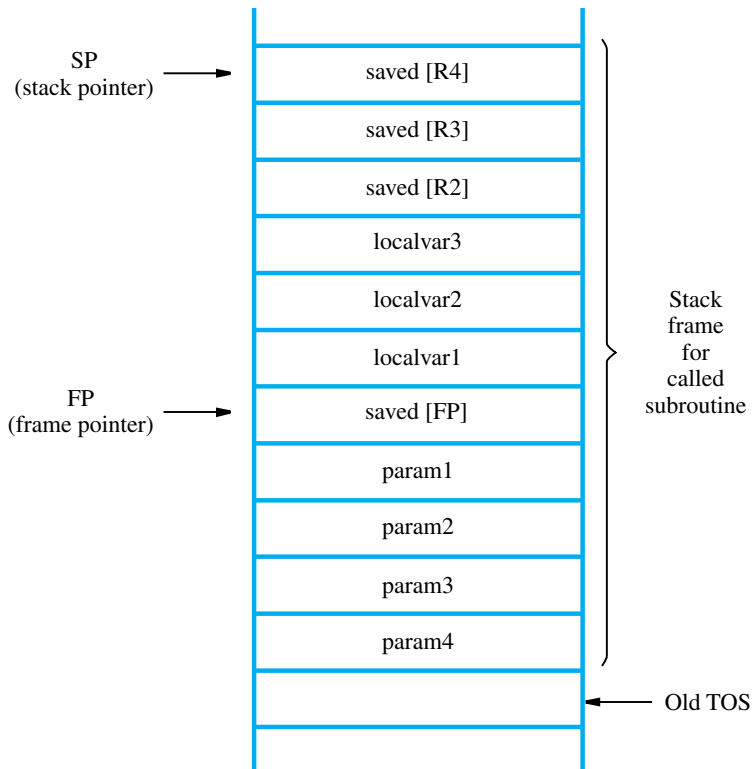 SP
(stack pointer)
saved [R4]
saved [R3]
saved [R2]
localvar3
localvar2
localvar1
FP
(frame pointer)
saved [FP]
param1
param2
param3
param4
Stack
frame
for
called
subroutine
Old TOS